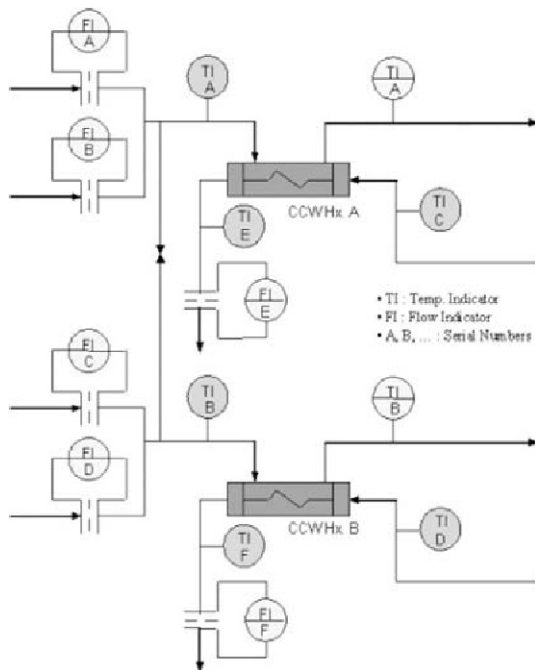 FI
A
TI
A
TI
A
FI
B
CCWHx A
TI
E
TI
C
FI
E
• TI : Temp. Indicator
• FI : Flow Indicator
• A, B, ... : Serial Numbers
FI
C
TI
B
TI
B
FI
D
CCWHx B
TI
F
TI
D
FI
F